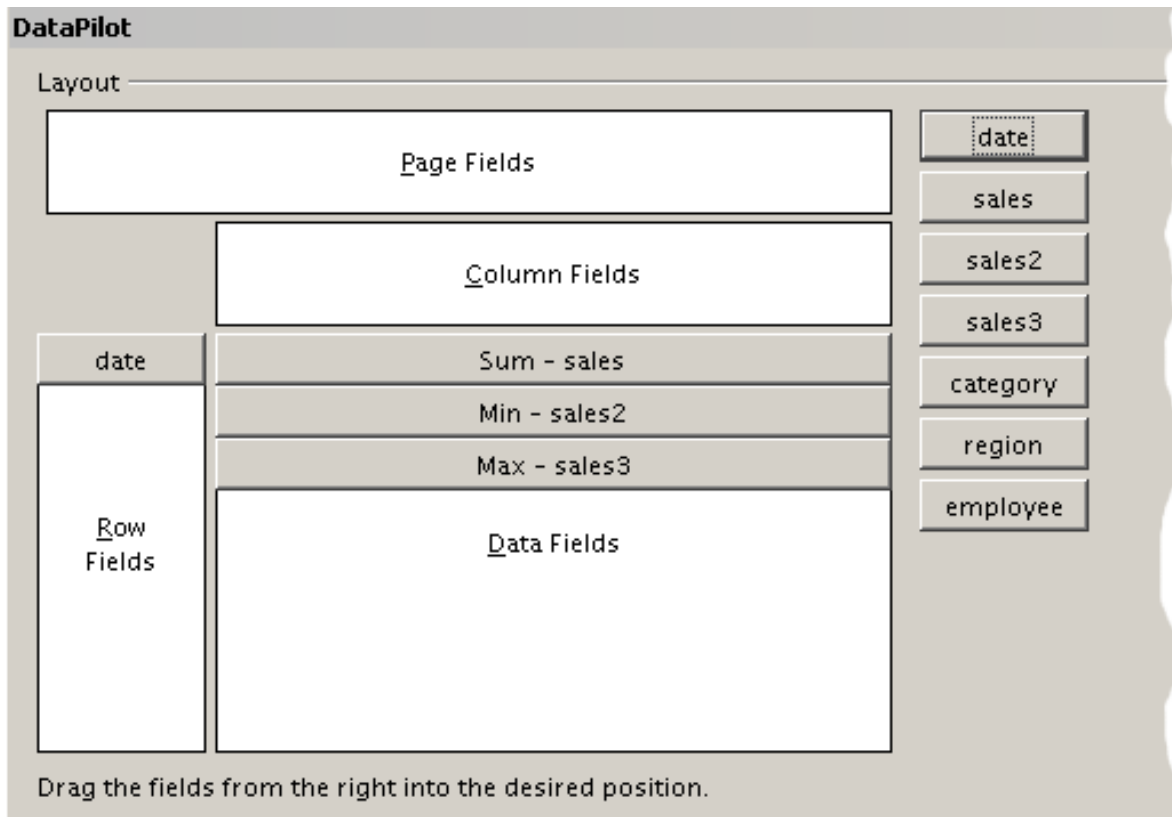 DataPilot
Layout
Page Fields
date
sales
Column Fields
sales2
sales3
date
Sum - sales
category
Min - sales2
region
Max - sales3
employee
Row
Fields
Data Fields
Drag the fields from the right into the desired position.